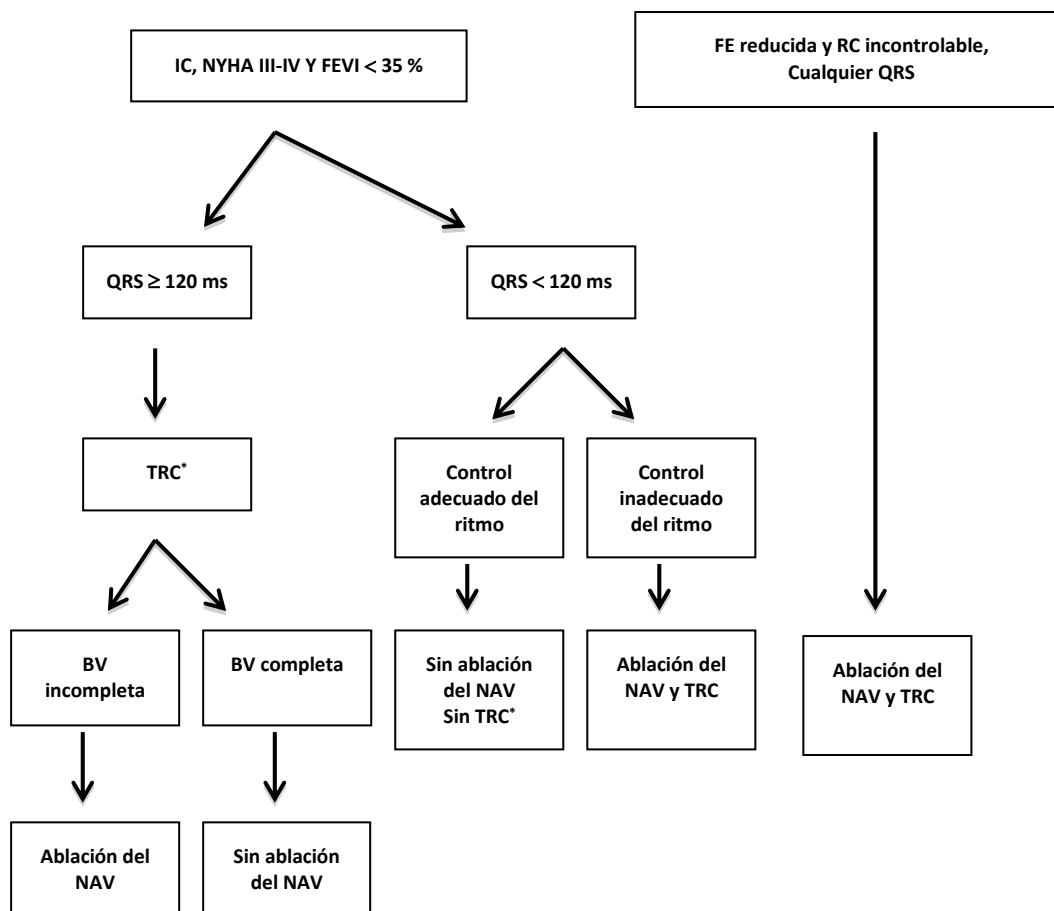 IC, NYHA III-IV Y FEVI < 35 %
FE reducida y RC incontrolable,
Cualquier QRS
QRS ≥ 120 ms
QRS < 120 ms
TRC*
Control
adecuado del
ritmo
Control
inadecuado
del ritmo
BV
incompleta
BV completa
Sin ablación
del NAV
Sin TRC*
Ablación del
NAV y TRC
Ablación del
NAV y TRC
Ablación del
NAV
Sin ablación
del NAV